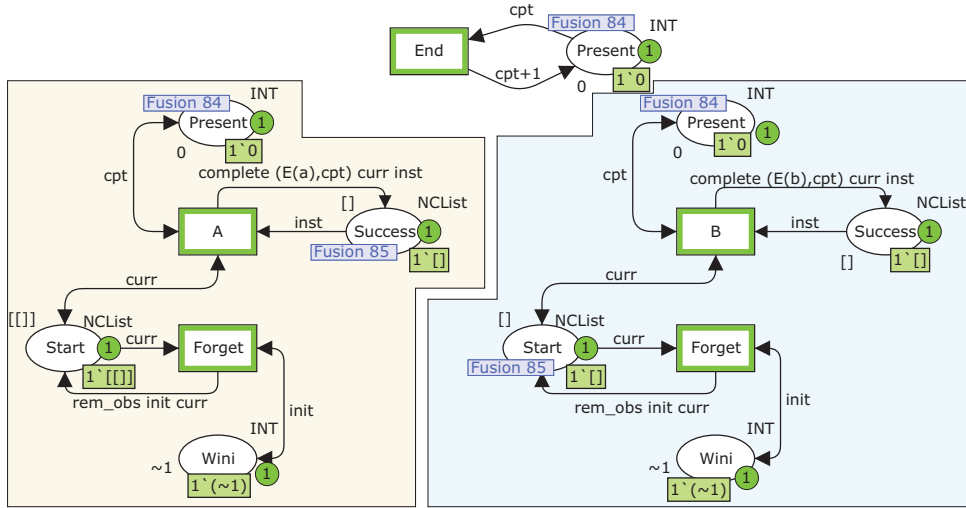 cpt
Fusion 84
INT
End
Present
1
cpt+1
0
1`0
INT
Fusion 84
Present
1
0
1`0
cpt
complete (E(a),cpt) curr inst
[]
NCList
A
inst
Success
1
Fusion 85
1`[]
curr
[[]]
NCList
Start
1
curr
Forget
1`[[]]
rem_obs init curr
init
INT
Wini
~1
1
1`(~1)
INT
Fusion 84
Present
1
0
1`0
cpt
complete (E(b),cpt) curr inst
NCList
B
inst
Success
1
[]
1`[]
curr
[]
NCList
Start
1
curr
Forget
Fusion 85
1`[]
rem_obs init curr
init
INT
Wini
~1
1
1`(~1)